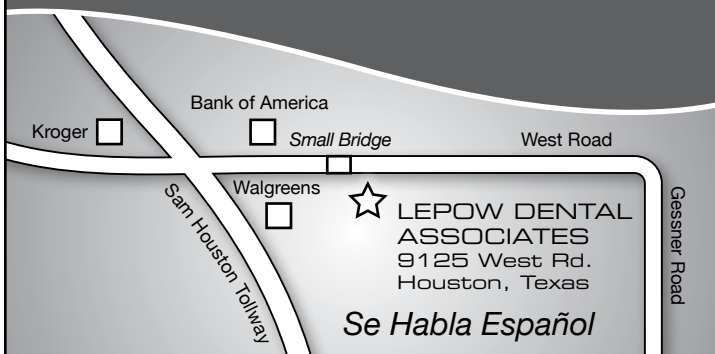 Bank of America
Kroger
Small Bridge
West Road
Walgreens
Sam Houston Tollway
Gessner Road
LEPOW DENTAL
ASSOCIATES
9125 West Rd.
Houston, Texas
Se Habla Español